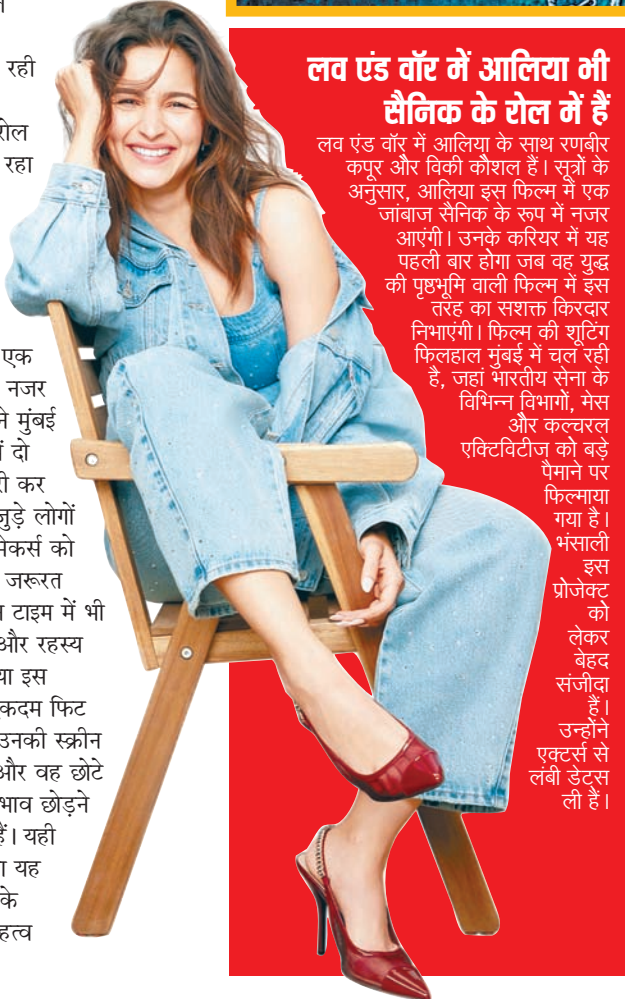 रही
रोल
रहा
एक
नजर
ने मुंबई
में दो
री कर
जुड़े लोगों
मेकर्स को
जरूरत
टाइम में भी
और रहस्य
या इस
एकदम फिट
उनकी स्क्रीन
और वह छोटे
भाव छोड़ने
हैं। यही
यह
के
हत्व
लव एंड वॉर में आलिया भी
सैनिक के रोल में हैं
लव एंड वॉर में आलिया के साथ रणबीर
कपूर और विकी कौशल हैं। सूत्रों के
अनुसार, आलिया इस फिल्म में एक
जांबाज सैनिक के रूप में नजर
आएंगी। उनके करियर में यह
पहली बार होगा जब वह युद्ध
की पृष्ठभूमि वाली फिल्म में इस
तरह का सशक्त किरदार
निभाएंगी। फिल्म की शूटिंग
फिलहाल मुंबई में चल रही
है, जहां भारतीय सेना के
विभिन्न विभागों, मेस
और कल्चरल
एक्टिविटीज को बड़े
पैमाने पर
फिल्माया
गया है।
भंसाली
इस
प्रोजेक्ट
को
लेकर
बेहद
संजीदा
हैं।
उन्होंने
एक्टर्स से
लंबी डेट्स
ली हैं।